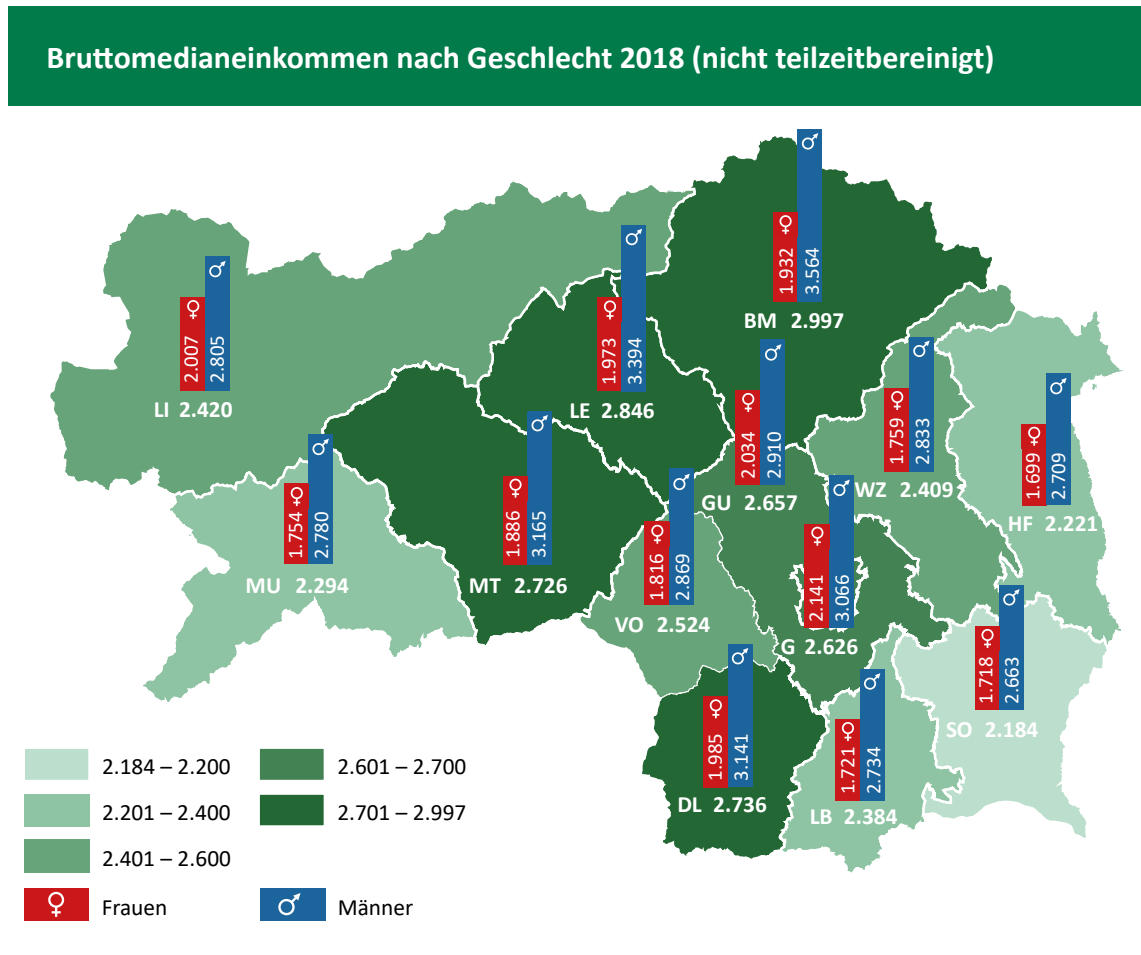 Bruttomedianeinkommen nach Geschlecht 2018 (nicht teilzeitbereinigt)
1.932
3.564
BM 2.997
2.007
2.805
LI 2.420
1.973
3.394
LE 2.846
2.034
2.910
GU 2.657
1.759
2.833
WZ 2.409
1.699
2.709
HF 2.221
1.754
2.780
MU 2.294
1.886
3.165
MT 2.726
1.816
2.869
VO 2.524
2.141
3.066
G 2.626
1.718
2.663
SO 2.184
1.985
3.141
DL 2.736
1.721
2.734
LB 2.384
2.184 – 2.200
2.201 – 2.400
2.401 – 2.600
2.601 – 2.700
2.701 – 2.997
♀ Frauen
♂ Männer